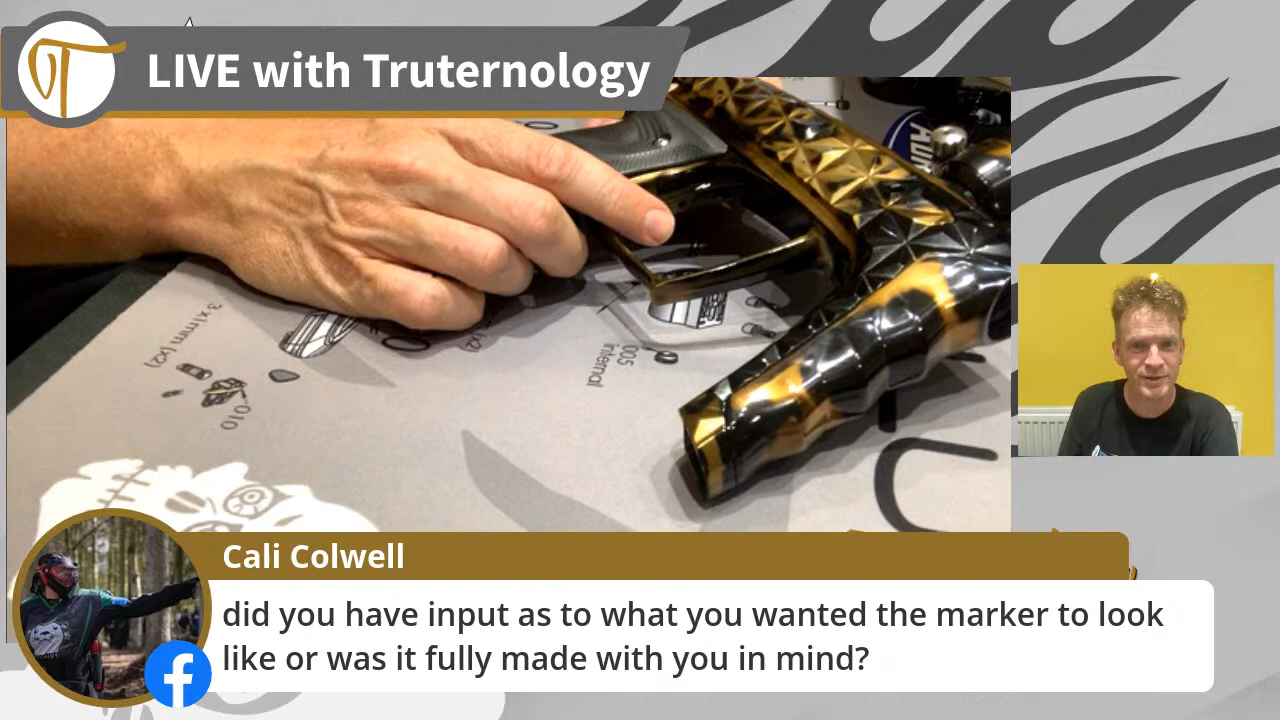 LIVE with Truternology
3x1mm (x2)
010
005
internal
Cali Colwell
did you have input as to what you wanted the marker to look
like or was it fully made with you in mind?